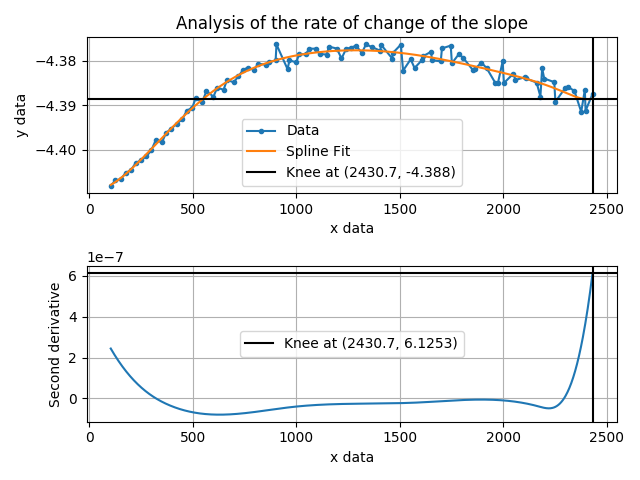 Analysis of the rate of change of the slope
y data
−4.38
−4.39
−4.40
Data
Spline Fit
Knee at (2430.7, -4.388)
0 500 1000 1500 2000 2500
x data
1e−7
Second derivative
6
4
2
0
Knee at (2430.7, 6.1253)
0 500 1000 1500 2000 2500
x data